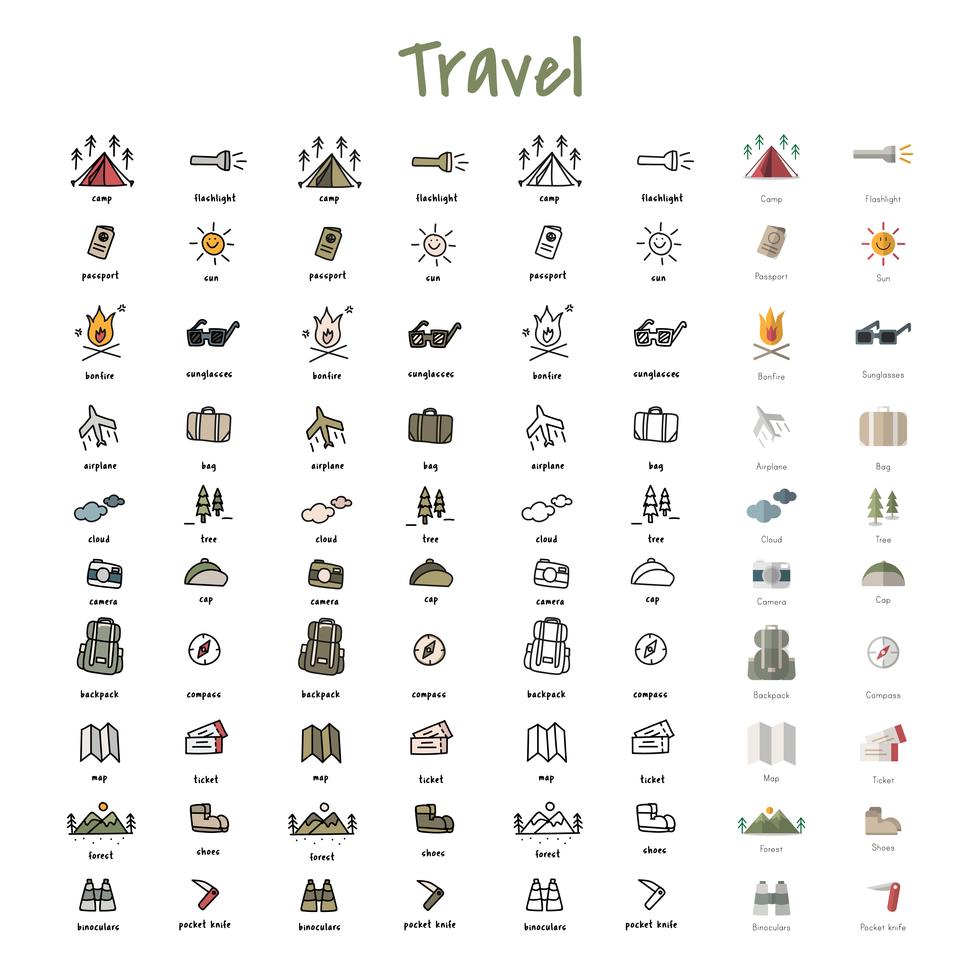 Travel
camp flashlight camp flashlight camp flashlight Camp Flashlight
passport sun passport sun passport sun Passport Sun
bonfire sunglasses bonfire sunglasses bonfire sunglasses Bonfire Sunglasses
airplane bag airplane bag airplane bag Airplane Bag
cloud tree cloud tree cloud tree Cloud Tree
camera cap camera cap camera cap Camera Cap
backpack compass backpack compass backpack compass Backpack Compass
map ticket map ticket map ticket Map Ticket
forest shoes forest shoes forest shoes Forest Shoes
binoculars pocket knife binoculars pocket knife binoculars pocket knife Binoculars Pocket knife